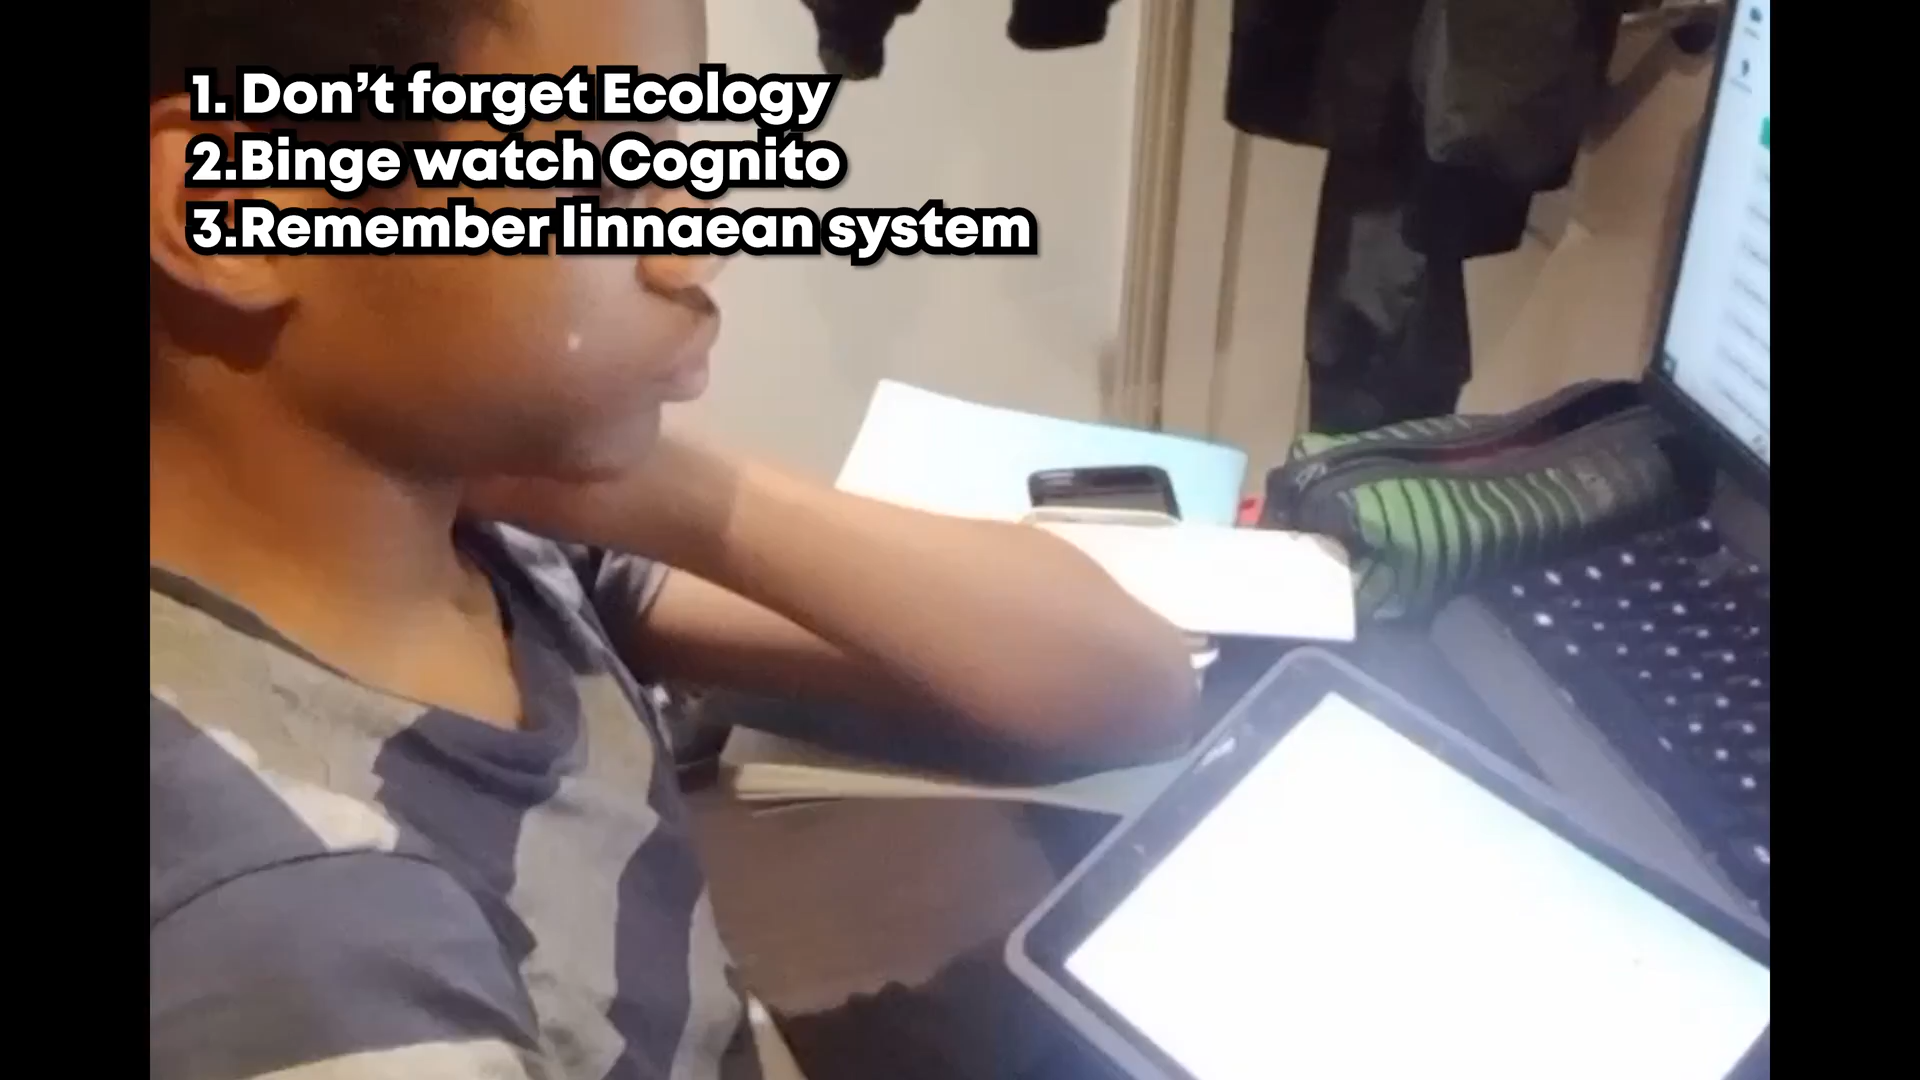 1. Don’t forget Ecology
2.Binge watch Cognito
3.Remember linnaean system